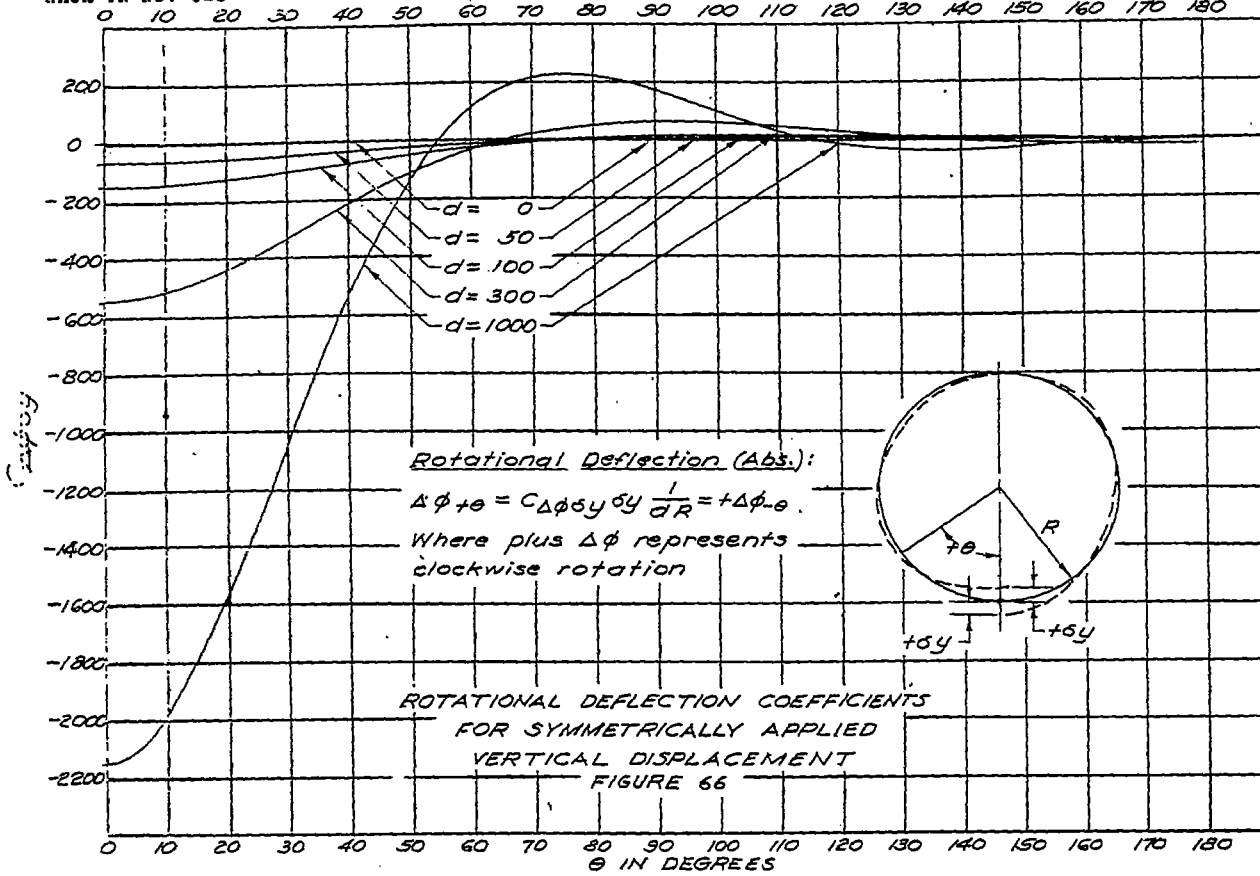 0 10 20 30 40 50 60 70 80 90 100 110 120 130 140 150 160 170 180
200
0
-200
-400
-600
-800
-1000
-1200
-1400
-1600
-1800
-2000
-2200
d = 0
d = 50
d = 100
d = 300
d = 1000
Rotational Deflection (Abs.):
Δφ+θ = CΔφδy δy 1/dR = +Δφ-θ.
Where plus Δφ represents
clockwise rotation
R
+θ
+δy
+δy
ROTATIONAL DEFLECTION COEFFICIENTS
FOR SYMMETRICALLY APPLIED
VERTICAL DISPLACEMENT
FIGURE 66
0 10 20 30 40 50 60 70 80 90 100 110 120 130 140 150 160 170 180
θ IN DEGREES